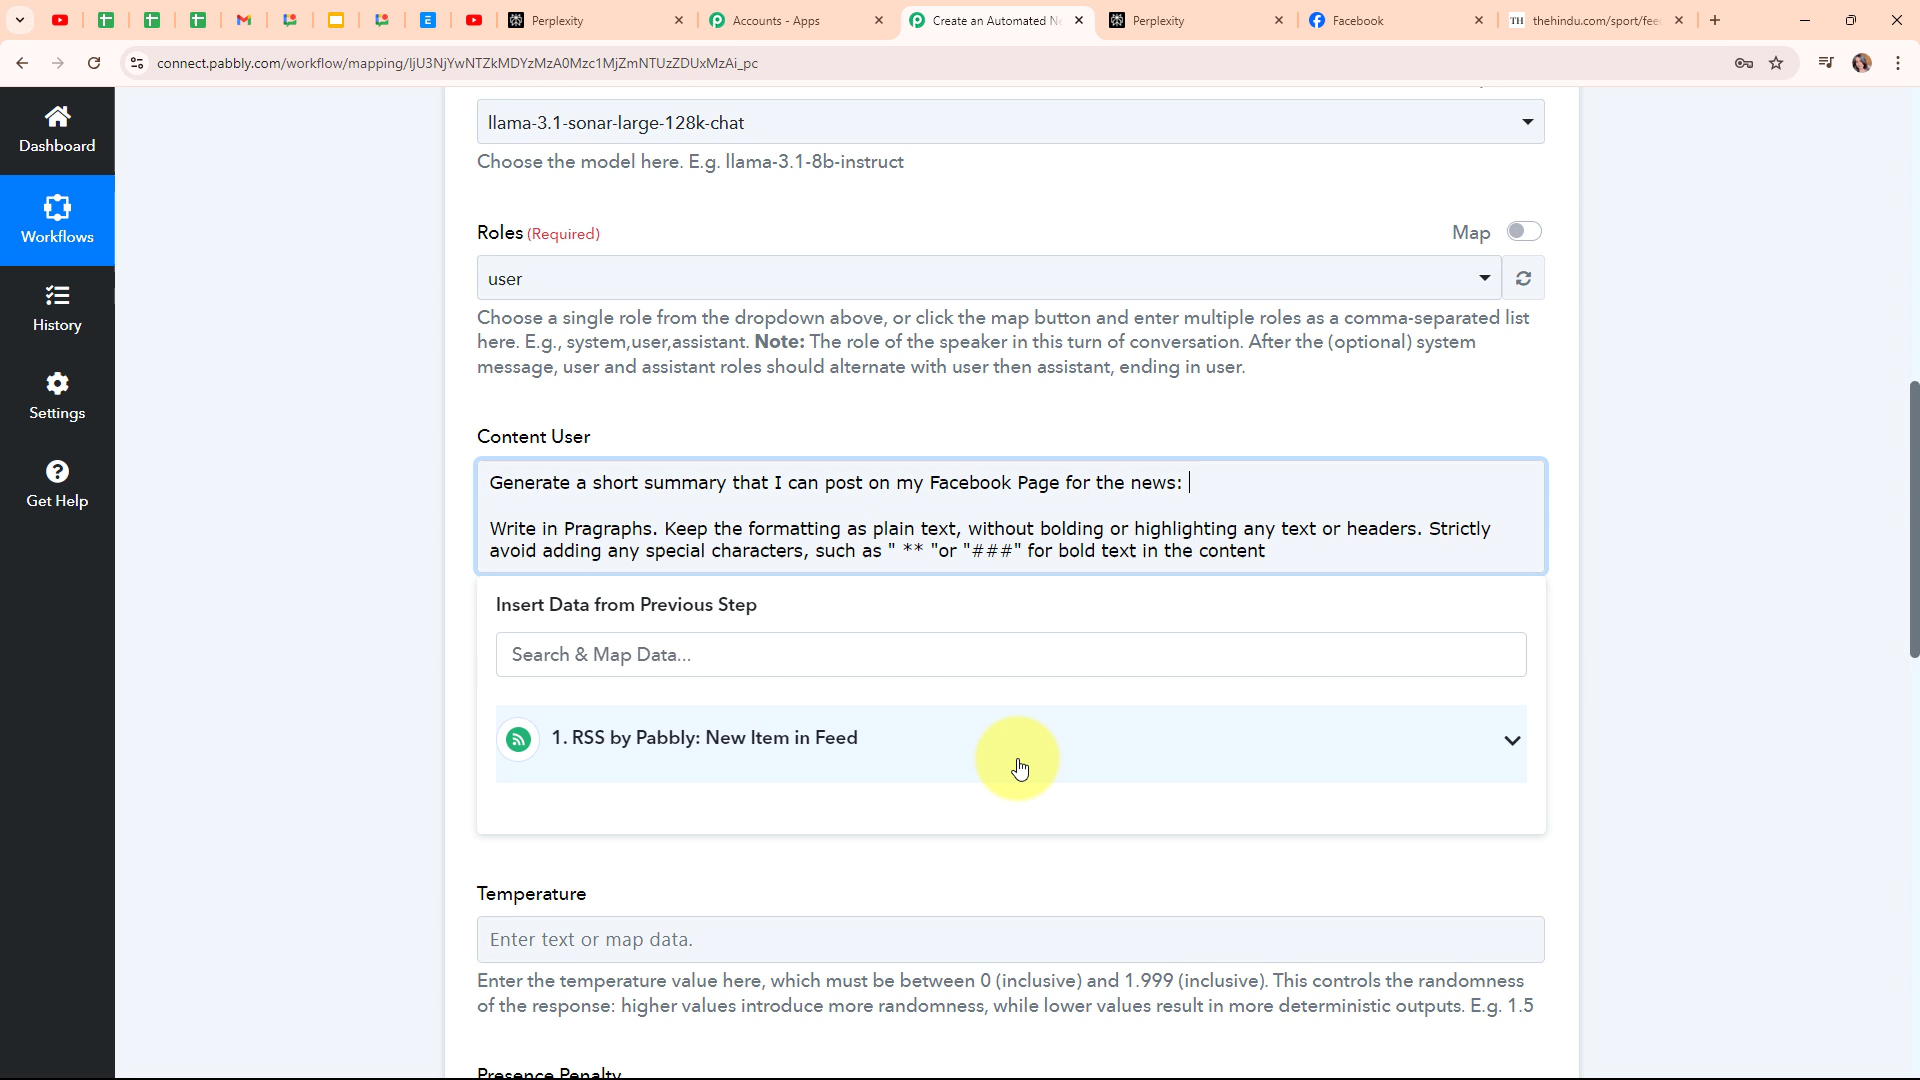 Perplexity
Accounts - Apps
Create an Automated Ne
Perplexity
Facebook
TH thehindu.com/sport/fee
connect.pabbly.com/workflow/mapping/IjU3NjYwNTZkMDYzMzA0Mzc1MjZmNTUzZDUxMzAi_pc
Dashboard
Workflows
History
Settings
Get Help
llama-3.1-sonar-large-128k-chat
Choose the model here. E.g. llama-3.1-8b-instruct
Roles (Required)
Map
user
Choose a single role from the dropdown above, or click the map button and enter multiple roles as a comma-separated list
here. E.g., system,user,assistant. Note: The role of the speaker in this turn of conversation. After the (optional) system
message, user and assistant roles should alternate with user then assistant, ending in user.
Content User
Generate a short summary that I can post on my Facebook Page for the news:
Write in Pragraphs. Keep the formatting as plain text, without bolding or highlighting any text or headers. Strictly
avoid adding any special characters, such as " ** "or "###" for bold text in the content
Insert Data from Previous Step
Search & Map Data...
1. RSS by Pabbly: New Item in Feed
Temperature
Enter text or map data.
Enter the temperature value here, which must be between 0 (inclusive) and 1.999 (inclusive). This controls the randomness
of the response: higher values introduce more randomness, while lower values result in more deterministic outputs. E.g. 1.5
Presence Penalty